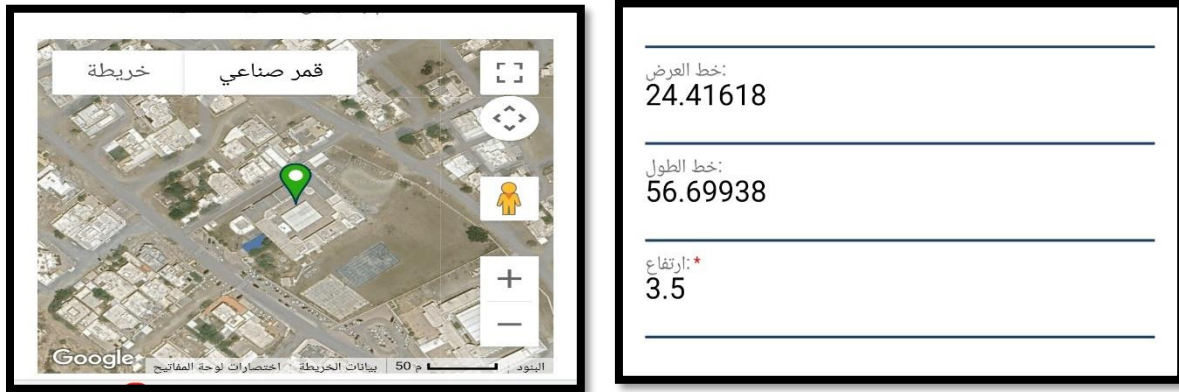 خريطة
قمر صناعي
Google
اختصارات لوحة المفاتيح
بيانات الخريطة
50 م
البنود
خط العرض:
24.41618
خط الطول:
56.69938
ارتفاع: *
3.5